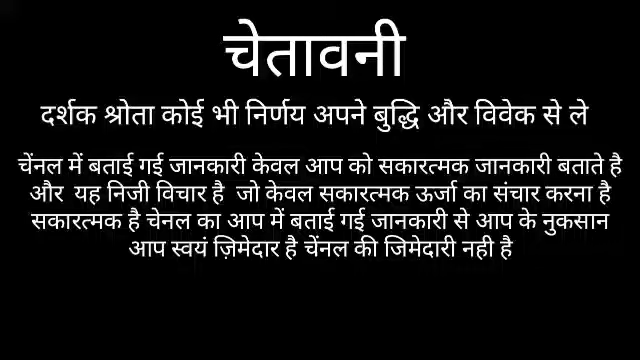 चेतावनी
दर्शक श्रोता कोई भी निर्णय अपने बुद्धि और विवेक से ले
चेंनल में बताई गई जानकारी केवल आप को सकारत्मक जानकारी बताते है
और यह निजी विचार है जो केवल सकारत्मक ऊर्जा का संचार करना है
सकारत्मक है चेनल का आप में बताई गई जानकारी से आप के नुकसान
आप स्वयं ज़िमेदार है चेंनल की जिमेदारी नही है